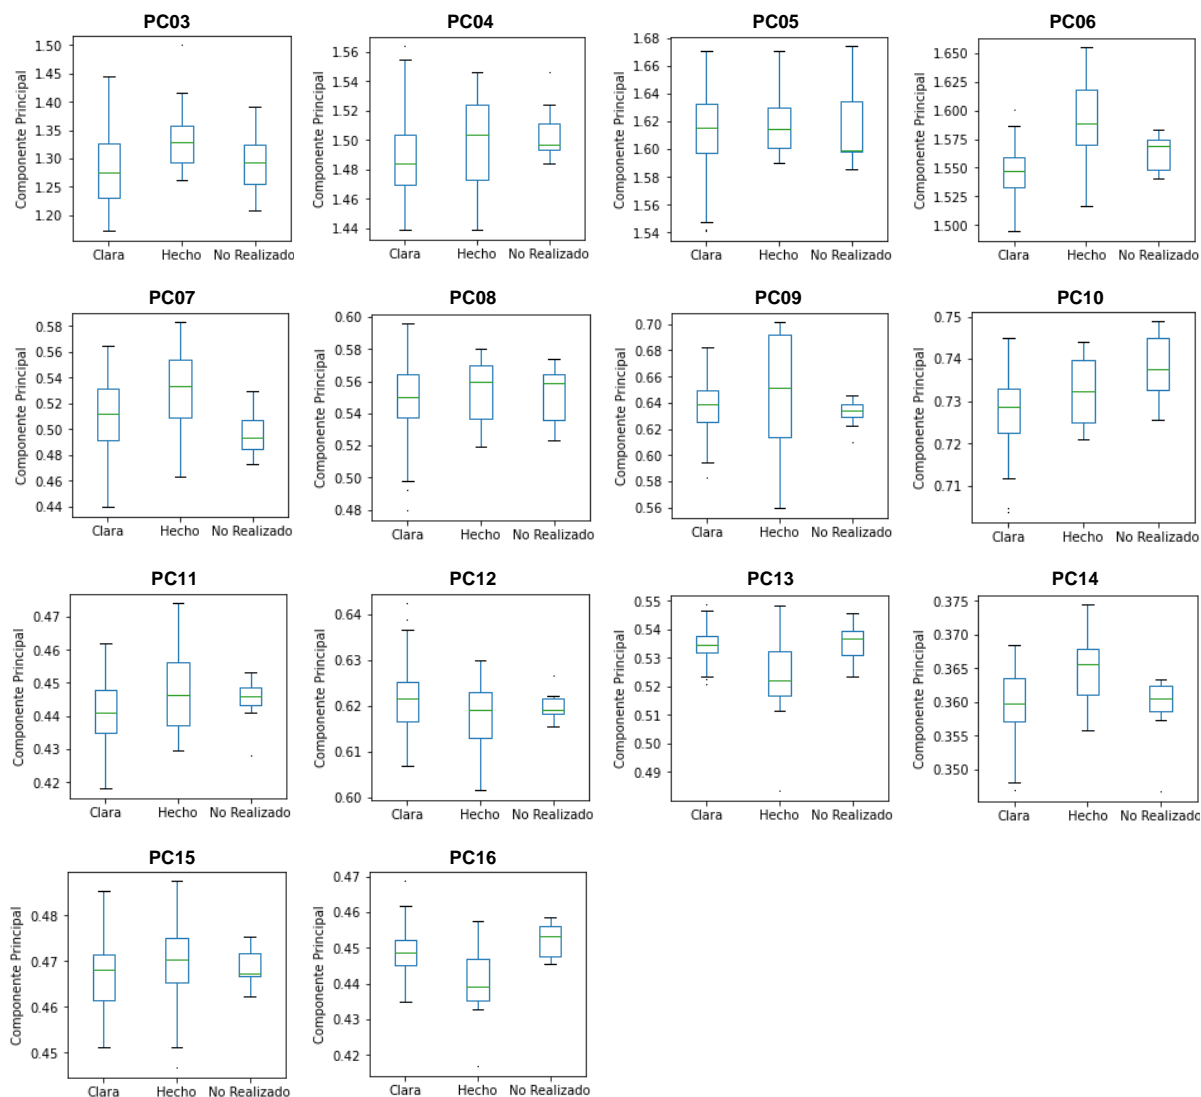 PC03
Componente Principal
1.50
1.45
1.40
1.35
1.30
1.25
1.20
Clara Hecho No Realizado
PC04
Componente Principal
1.56
1.54
1.52
1.50
1.48
1.46
1.44
Clara Hecho No Realizado
PC05
Componente Principal
1.68
1.66
1.64
1.62
1.60
1.58
1.56
1.54
Clara Hecho No Realizado
PC06
Componente Principal
1.650
1.625
1.600
1.575
1.550
1.525
1.500
Clara Hecho No Realizado
PC07
Componente Principal
0.58
0.56
0.54
0.52
0.50
0.48
0.46
0.44
Clara Hecho No Realizado
PC08
Componente Principal
0.60
0.58
0.56
0.54
0.52
0.50
0.48
Clara Hecho No Realizado
PC09
Componente Principal
0.70
0.68
0.66
0.64
0.62
0.60
0.58
0.56
Clara Hecho No Realizado
PC10
Componente Principal
0.75
0.74
0.73
0.72
0.71
Clara Hecho No Realizado
PC11
Componente Principal
0.47
0.46
0.45
0.44
0.43
0.42
Clara Hecho No Realizado
PC12
Componente Principal
0.64
0.63
0.62
0.61
0.60
Clara Hecho No Realizado
PC13
Componente Principal
0.55
0.54
0.53
0.52
0.51
0.50
0.49
Clara Hecho No Realizado
PC14
Componente Principal
0.375
0.370
0.365
0.360
0.355
0.350
Clara Hecho No Realizado
PC15
Componente Principal
0.48
0.47
0.46
0.45
Clara Hecho No Realizado
PC16
Componente Principal
0.47
0.46
0.45
0.44
0.43
0.42
Clara Hecho No Realizado